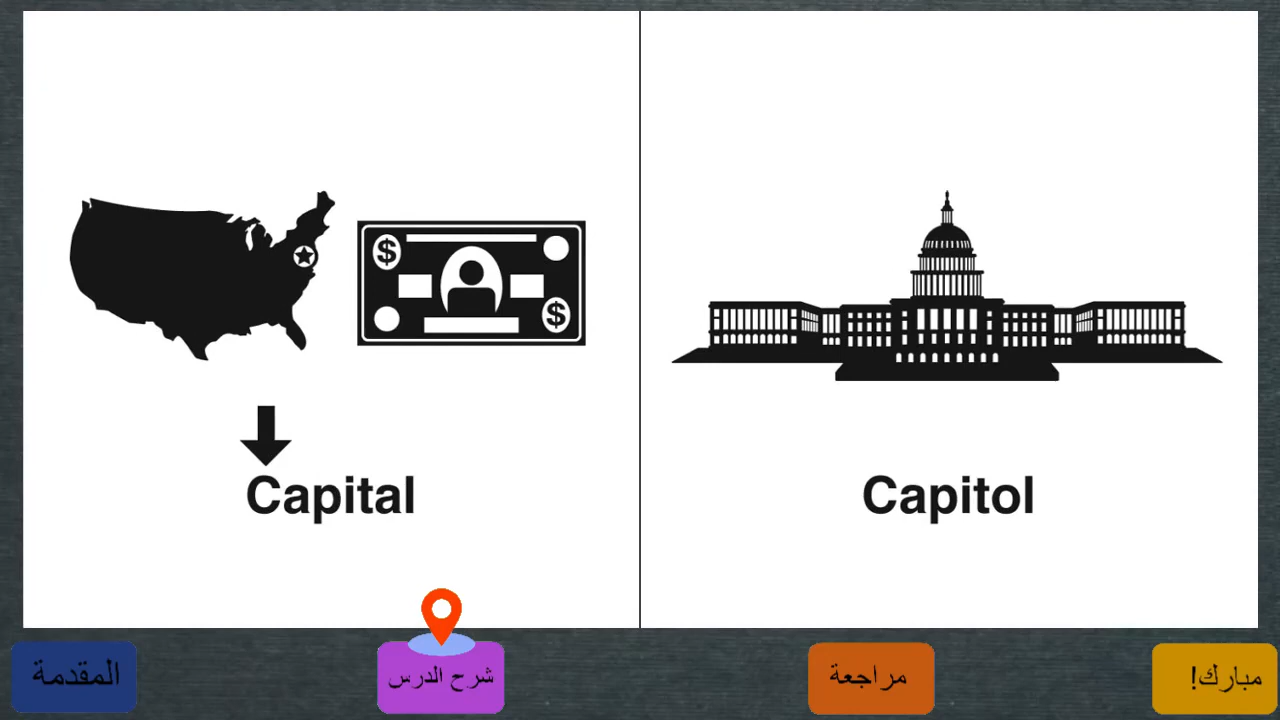 $
$
Capital
Capitol
المقدمة
شرح الدرس
مراجعة
مبارك!